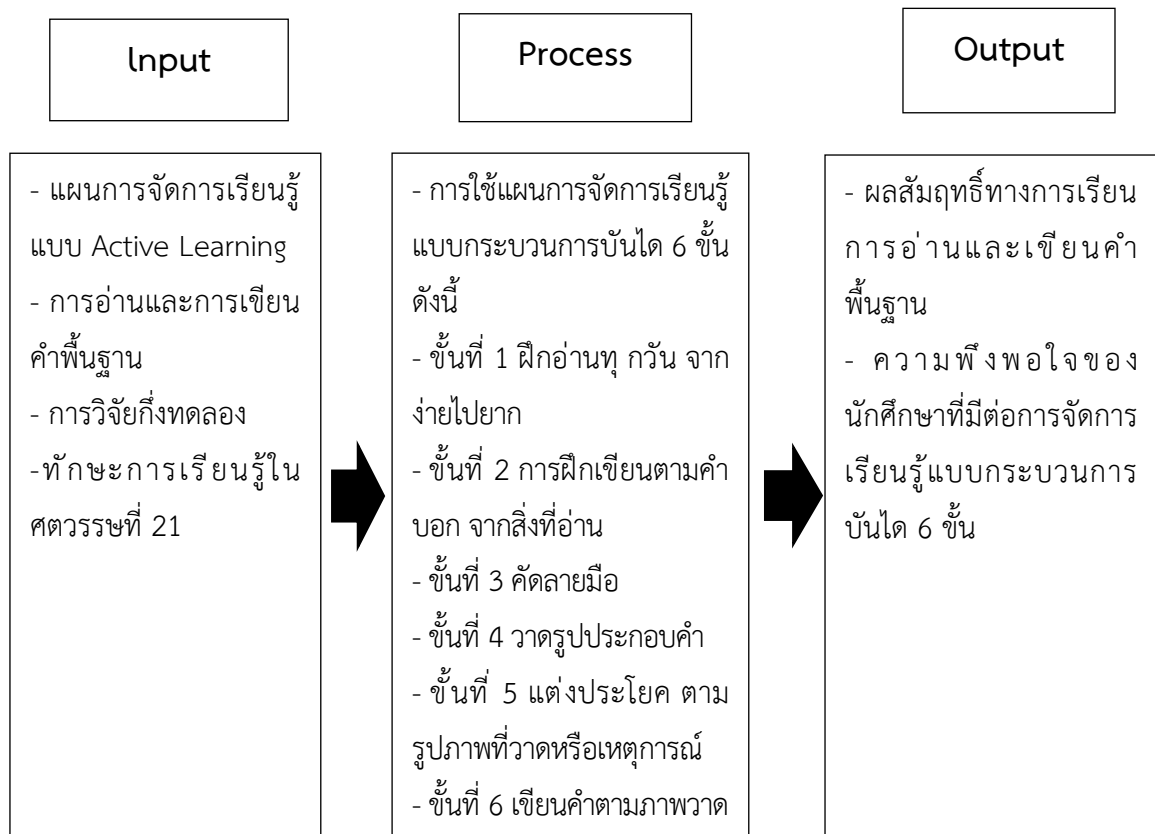 Input
Process
Output
- แผนการจัดการเรียนรู้
แบบ Active Learning
- การอ่านและการเขียน
คำพื้นฐาน
- การวิจัยกึ่งทดลอง
-ทักษะการเรียนรู้ใน
ศตวรรษที่ 21
- การใช้แผนการจัดการเรียนรู้
แบบกระบวนการบันได 6 ขั้น
ดังนี้
- ขั้นที่ 1 ฝึกอ่านทุ กวัน จาก
ง่ายไปยาก
- ขั้นที่ 2 การฝึกเขียนตามคำ
บอก จากสิ่งที่อ่าน
- ขั้นที่ 3 คัดลายมือ
- ขั้นที่ 4 วาดรูปประกอบคำ
- ขั้นที่ 5 แต่งประโยค ตาม
รูปภาพที่วาดหรือเหตุการณ์
- ขั้นที่ 6 เขียนคำตามภาพวาด
- ผลสัมฤทธิ์ทางการเรียน
การอ่านและเขียนคำ
พื้นฐาน
- ความพึงพอใจของ
นักศึกษาที่มีต่อการจัดการ
เรียนรู้แบบกระบวนการ
บันได 6 ขั้น